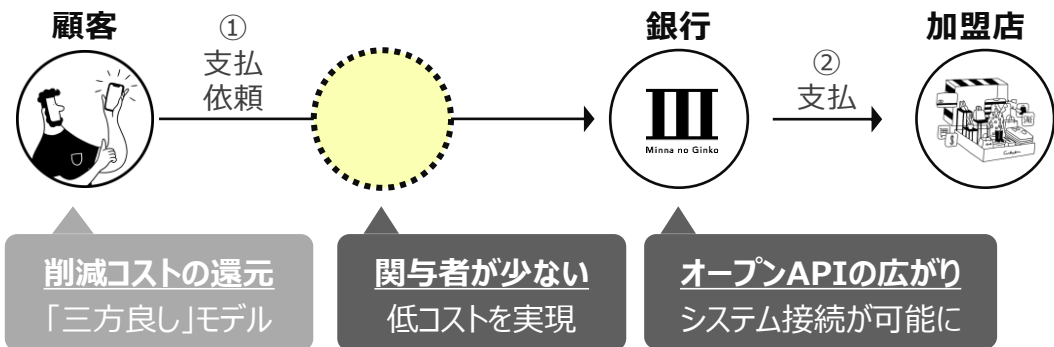 顧客
①
支払
依頼
銀行
Minna no Ginko
②
支払
加盟店
削減コストの還元
「三方良し」モデル
関与者が少ない
低コストを実現
オープンAPIの広がり
システム接続が可能に